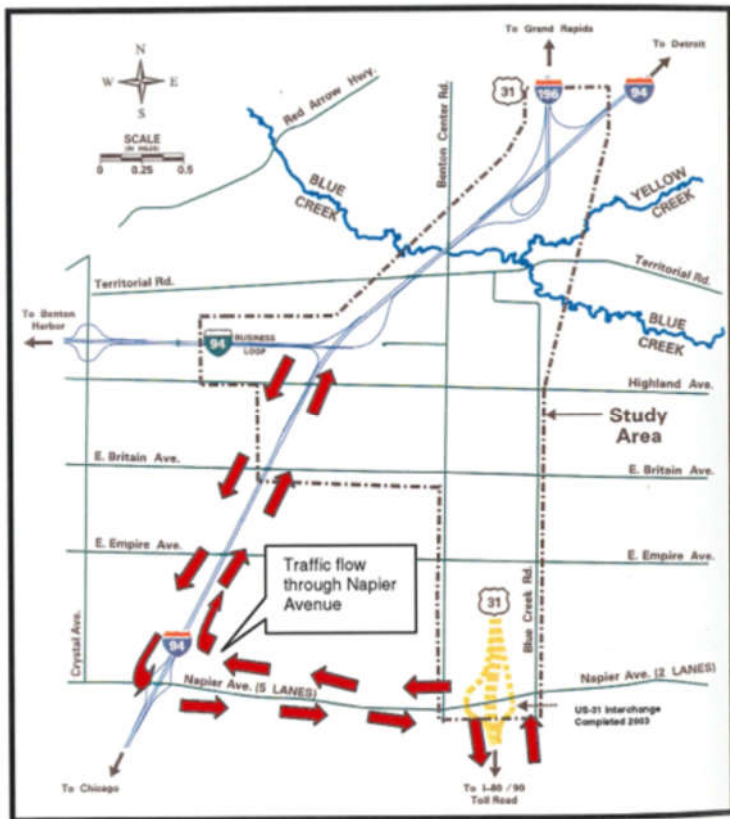 To Grand Rapids
To Detroit
N
W E
S
31
196
94
Red Arrow Hwy.
Benton Center Rd.
SCALE
(IN MILES)
0 0.25 0.5
BLUE
CREEK
YELLOW
CREEK
Territorial Rd.
Territorial Rd.
To Benton
Harbor
94
BUSINESS
LOOP
BLUE
CREEK
Highland Ave.
Study
Area
E. Britain Ave.
E. Britain Ave.
E. Empire Ave.
E. Empire Ave.
Traffic flow
through Napier
Avenue
31
Blue Creek Rd.
Crystal Ave.
94
Napier Ave. (5 LANES)
Napier Ave. (2 LANES)
US-31 Interchange
Completed 2003
To Chicago
To I-80 / 90
Toll Road